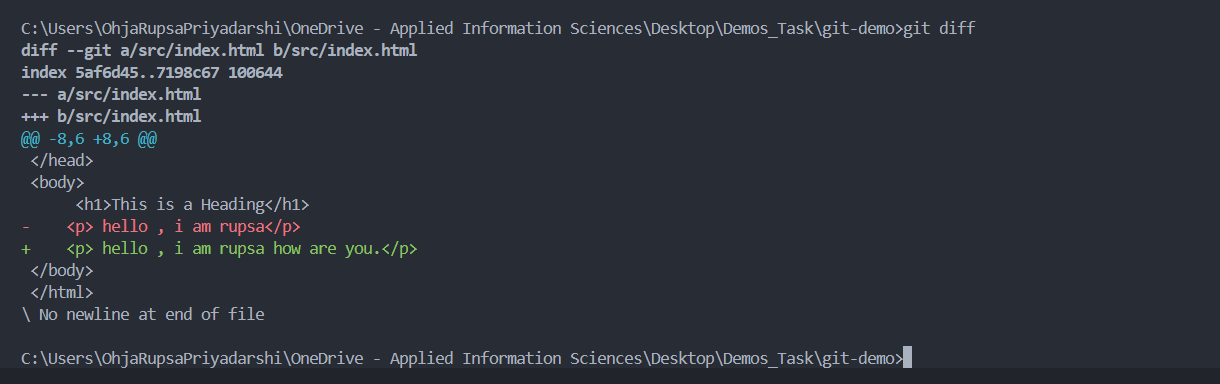 C:\Users\OhjaRupsaPriyadarshi\OneDrive - Applied Information Sciences\Desktop\Demos_Task\git-demo>git diff
diff --git a/src/index.html b/src/index.html
index 5af6d45..7198c67 100644
--- a/src/index.html
+++ b/src/index.html
@@ -8,6 +8,6 @@
 </head>
 <body>
      <h1>This is a Heading</h1>
-    <p> hello , i am rupsa</p>
+    <p> hello , i am rupsa how are you.</p>
 </body>
 </html>
\ No newline at end of file
C:\Users\OhjaRupsaPriyadarshi\OneDrive - Applied Information Sciences\Desktop\Demos_Task\git-demo>